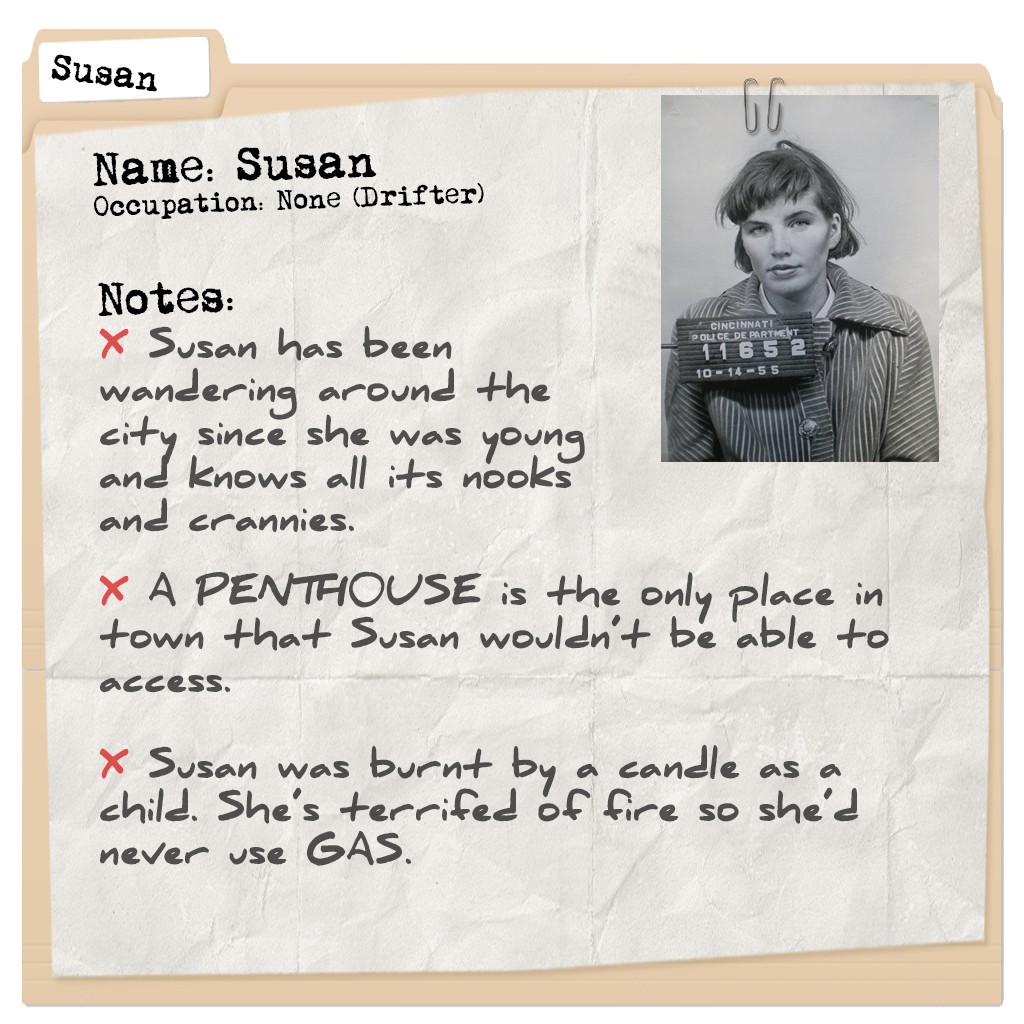 Susan
Name: Susan
Occupation: None (Drifter)
CINCINNATI
POLICE DEPARTMENT
11652
10-14-55
Notes:
❌ Susan has been
wandering around the
city since she was young
and knows all its nooks
and crannies.
❌ A PENTHOUSE is the only place in
town that Susan wouldn't be able to
access.
❌ Susan was burnt by a candle as a
child. She's terrifed of fire so she'd
never use GAS.